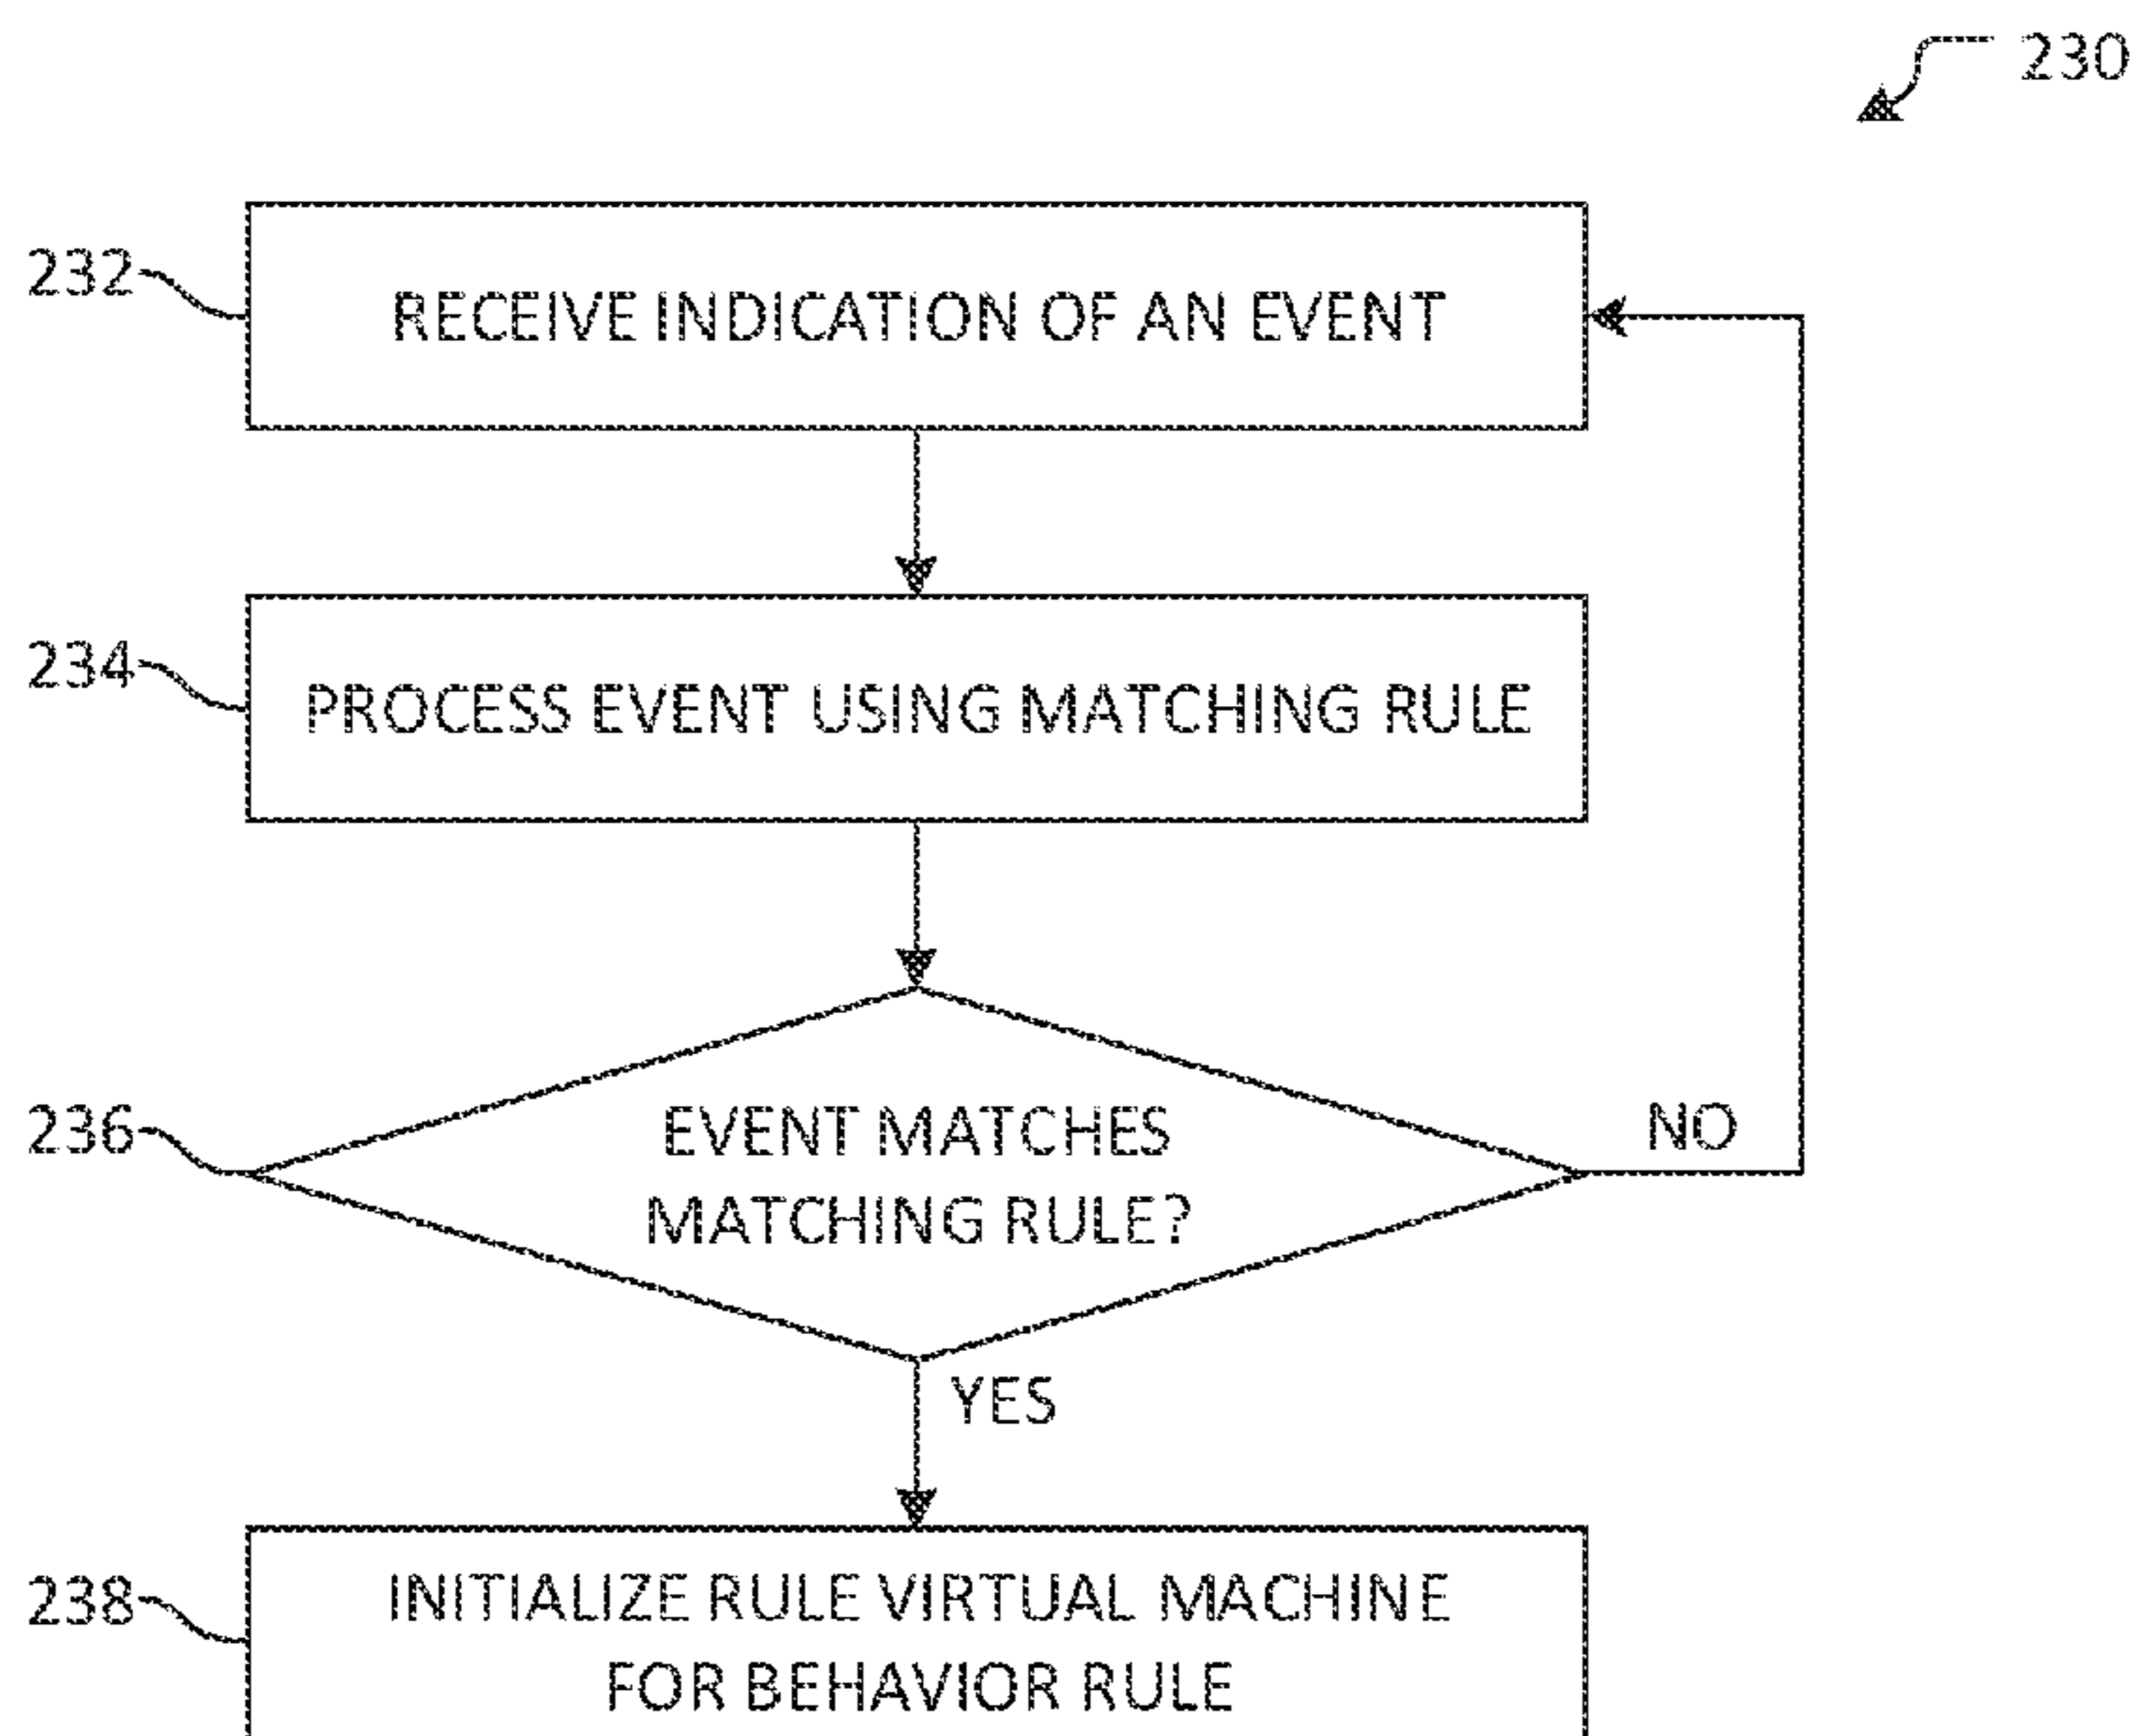 230
232
RECEIVE INDICATION OF AN EVENT
234
PROCESS EVENT USING MATCHING RULE
236
EVENT MATCHES
MATCHING RULE?
NO
YES
238
INITIALIZE RULE VIRTUAL MACHINE
FOR BEHAVIOR RULE